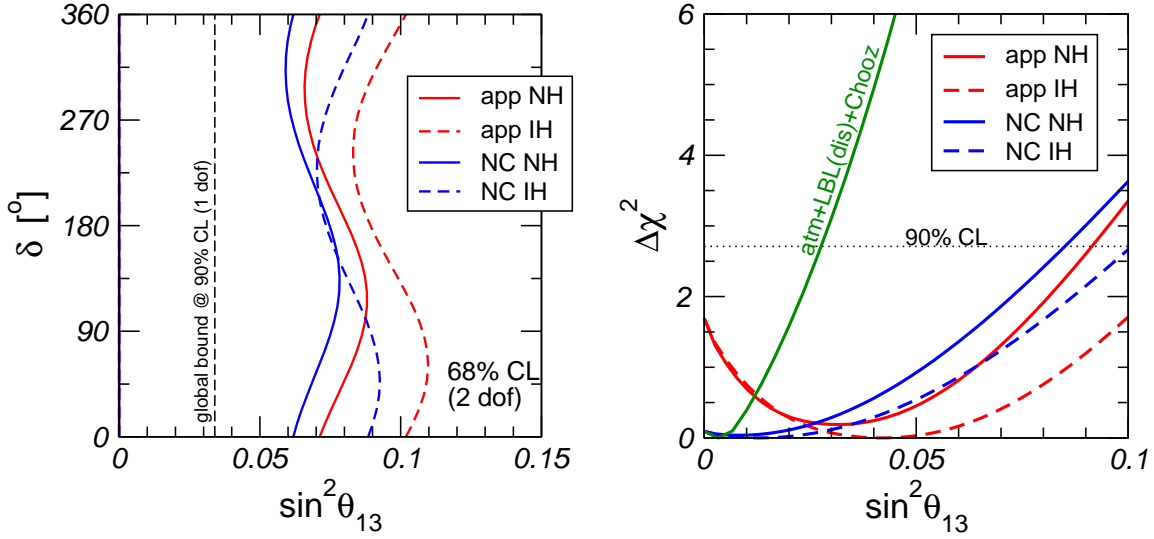 360
270
180
90
0
δ [°]
global bound @ 90% CL (1 dof)
app NH
app IH
NC NH
NC IH
68% CL
(2 dof)
0
0.05
0.1
0.15
sin²θ₁₃
6
4
2
0
Δχ²
atm+LBL(dis)+Chooz
90% CL
app NH
app IH
NC NH
NC IH
0
0.05
0.1
sin²θ₁₃